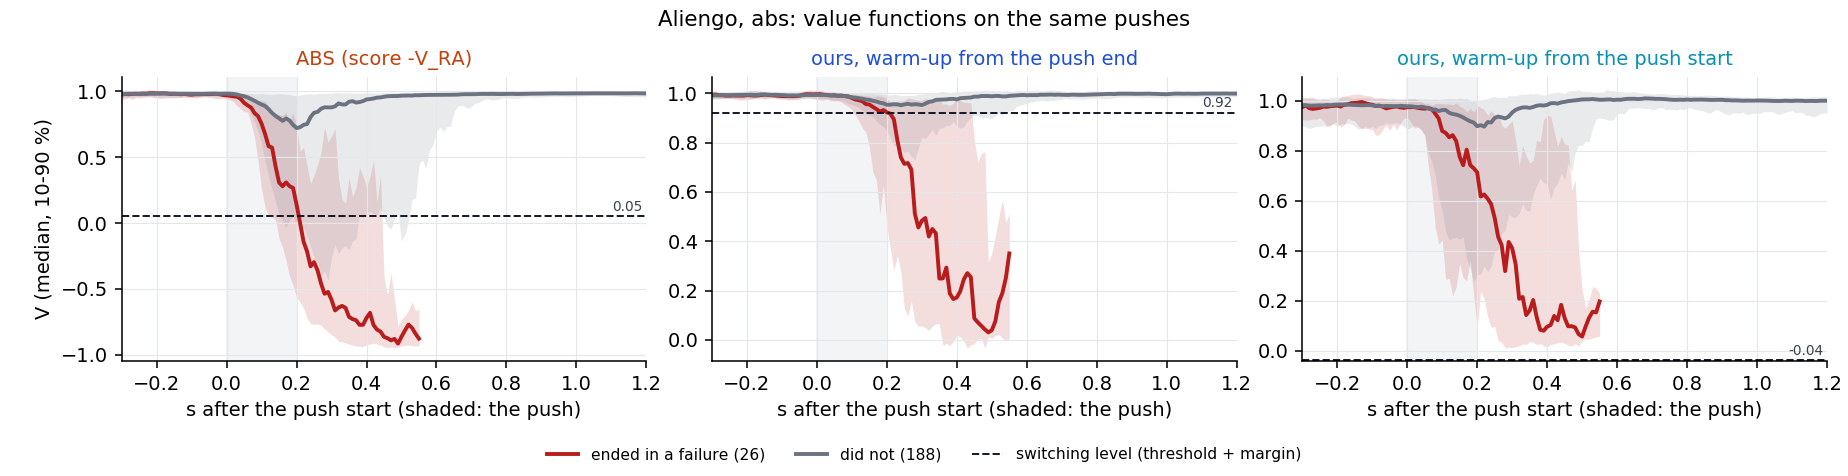 Aliengo, abs: value functions on the same pushes
ABS (score -V_RA)
V (median, 10-90 %)
1.0
0.5
0.0
−0.5
−1.0
0.05
−0.2 0.0 0.2 0.4 0.6 0.8 1.0 1.2
s after the push start (shaded: the push)
ours, warm-up from the push end
1.0
0.8
0.6
0.4
0.2
0.0
0.92
−0.2 0.0 0.2 0.4 0.6 0.8 1.0 1.2
s after the push start (shaded: the push)
ours, warm-up from the push start
1.0
0.8
0.6
0.4
0.2
0.0
-0.04
−0.2 0.0 0.2 0.4 0.6 0.8 1.0 1.2
s after the push start (shaded: the push)
ended in a failure (26) did not (188) switching level (threshold + margin)